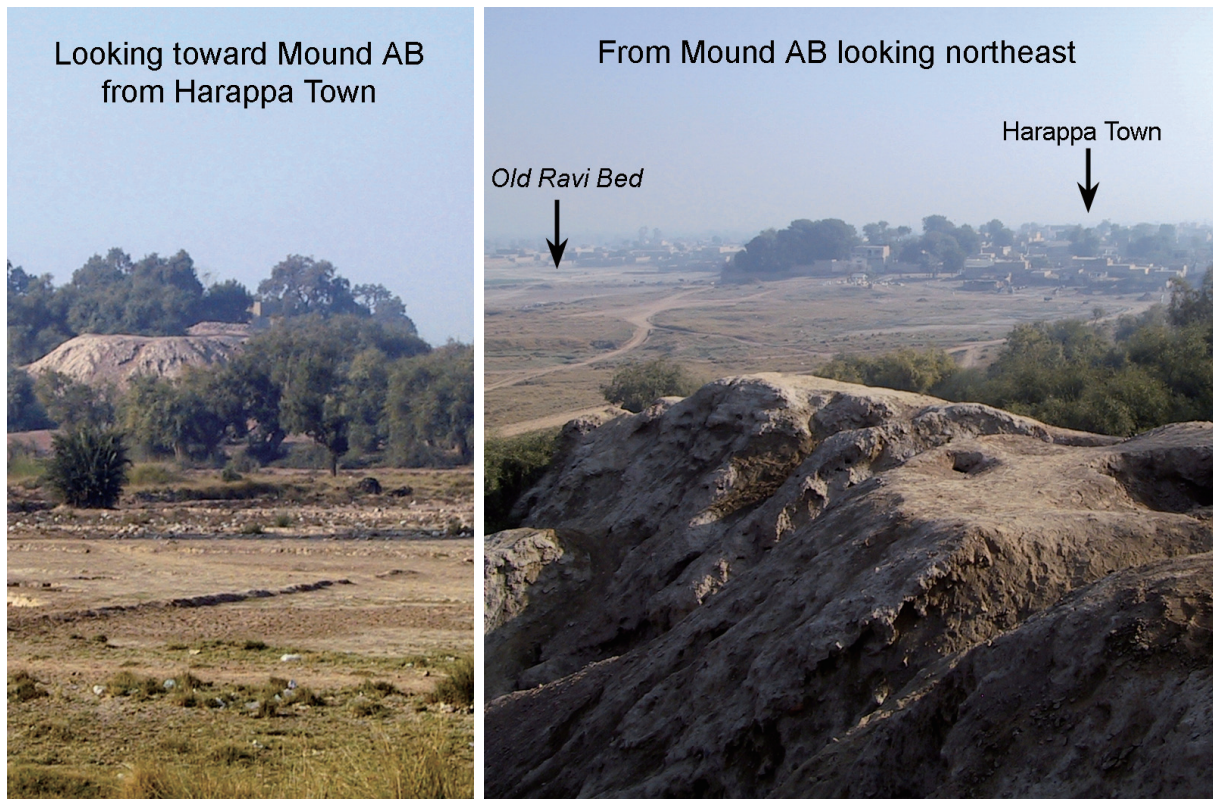 Looking toward Mound AB
from Harappa Town
From Mound AB looking northeast
Harappa Town
Old Ravi Bed